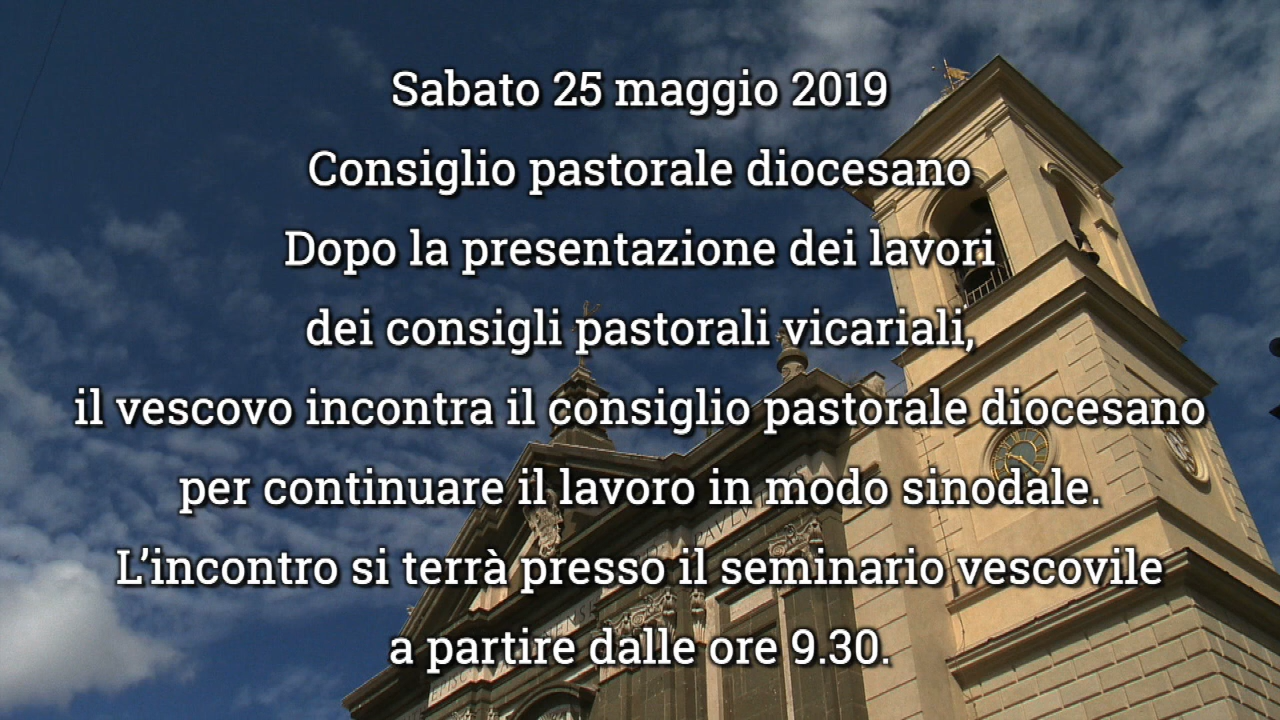 Sabato 25 maggio 2019
Consiglio pastorale diocesano
Dopo la presentazione dei lavori
dei consigli pastorali vicariali,
il vescovo incontra il consiglio pastorale diocesano
per continuare il lavoro in modo sinodale.
L’incontro si terrà presso il seminario vescovile
a partire dalle ore 9.30.